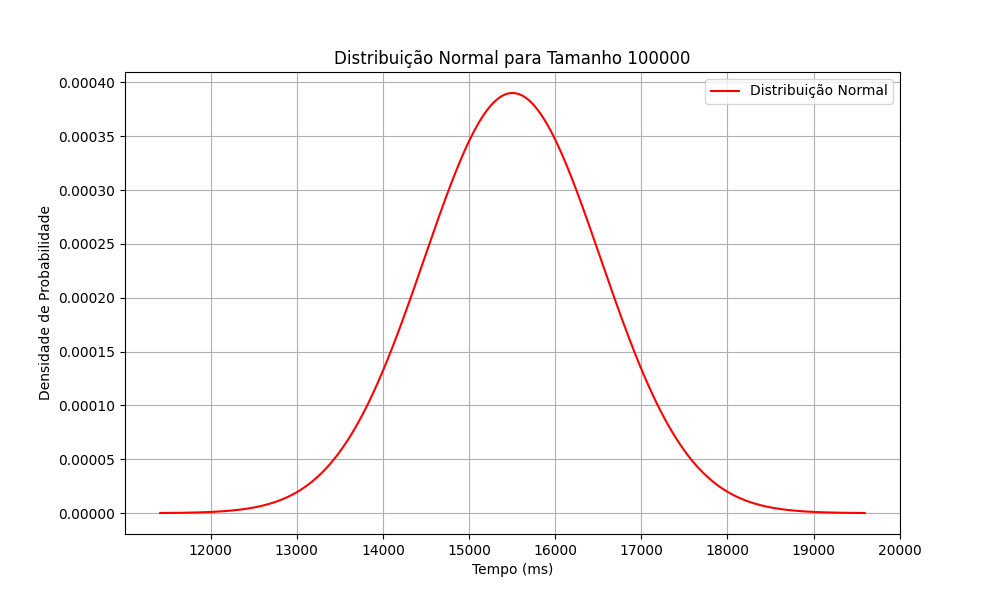 Distribuição Normal para Tamanho 100000
Distribuição Normal
Densidade de Probabilidade
0.00040
0.00035
0.00030
0.00025
0.00020
0.00015
0.00010
0.00005
0.00000
12000 13000 14000 15000 16000 17000 18000 19000 20000
Tempo (ms)